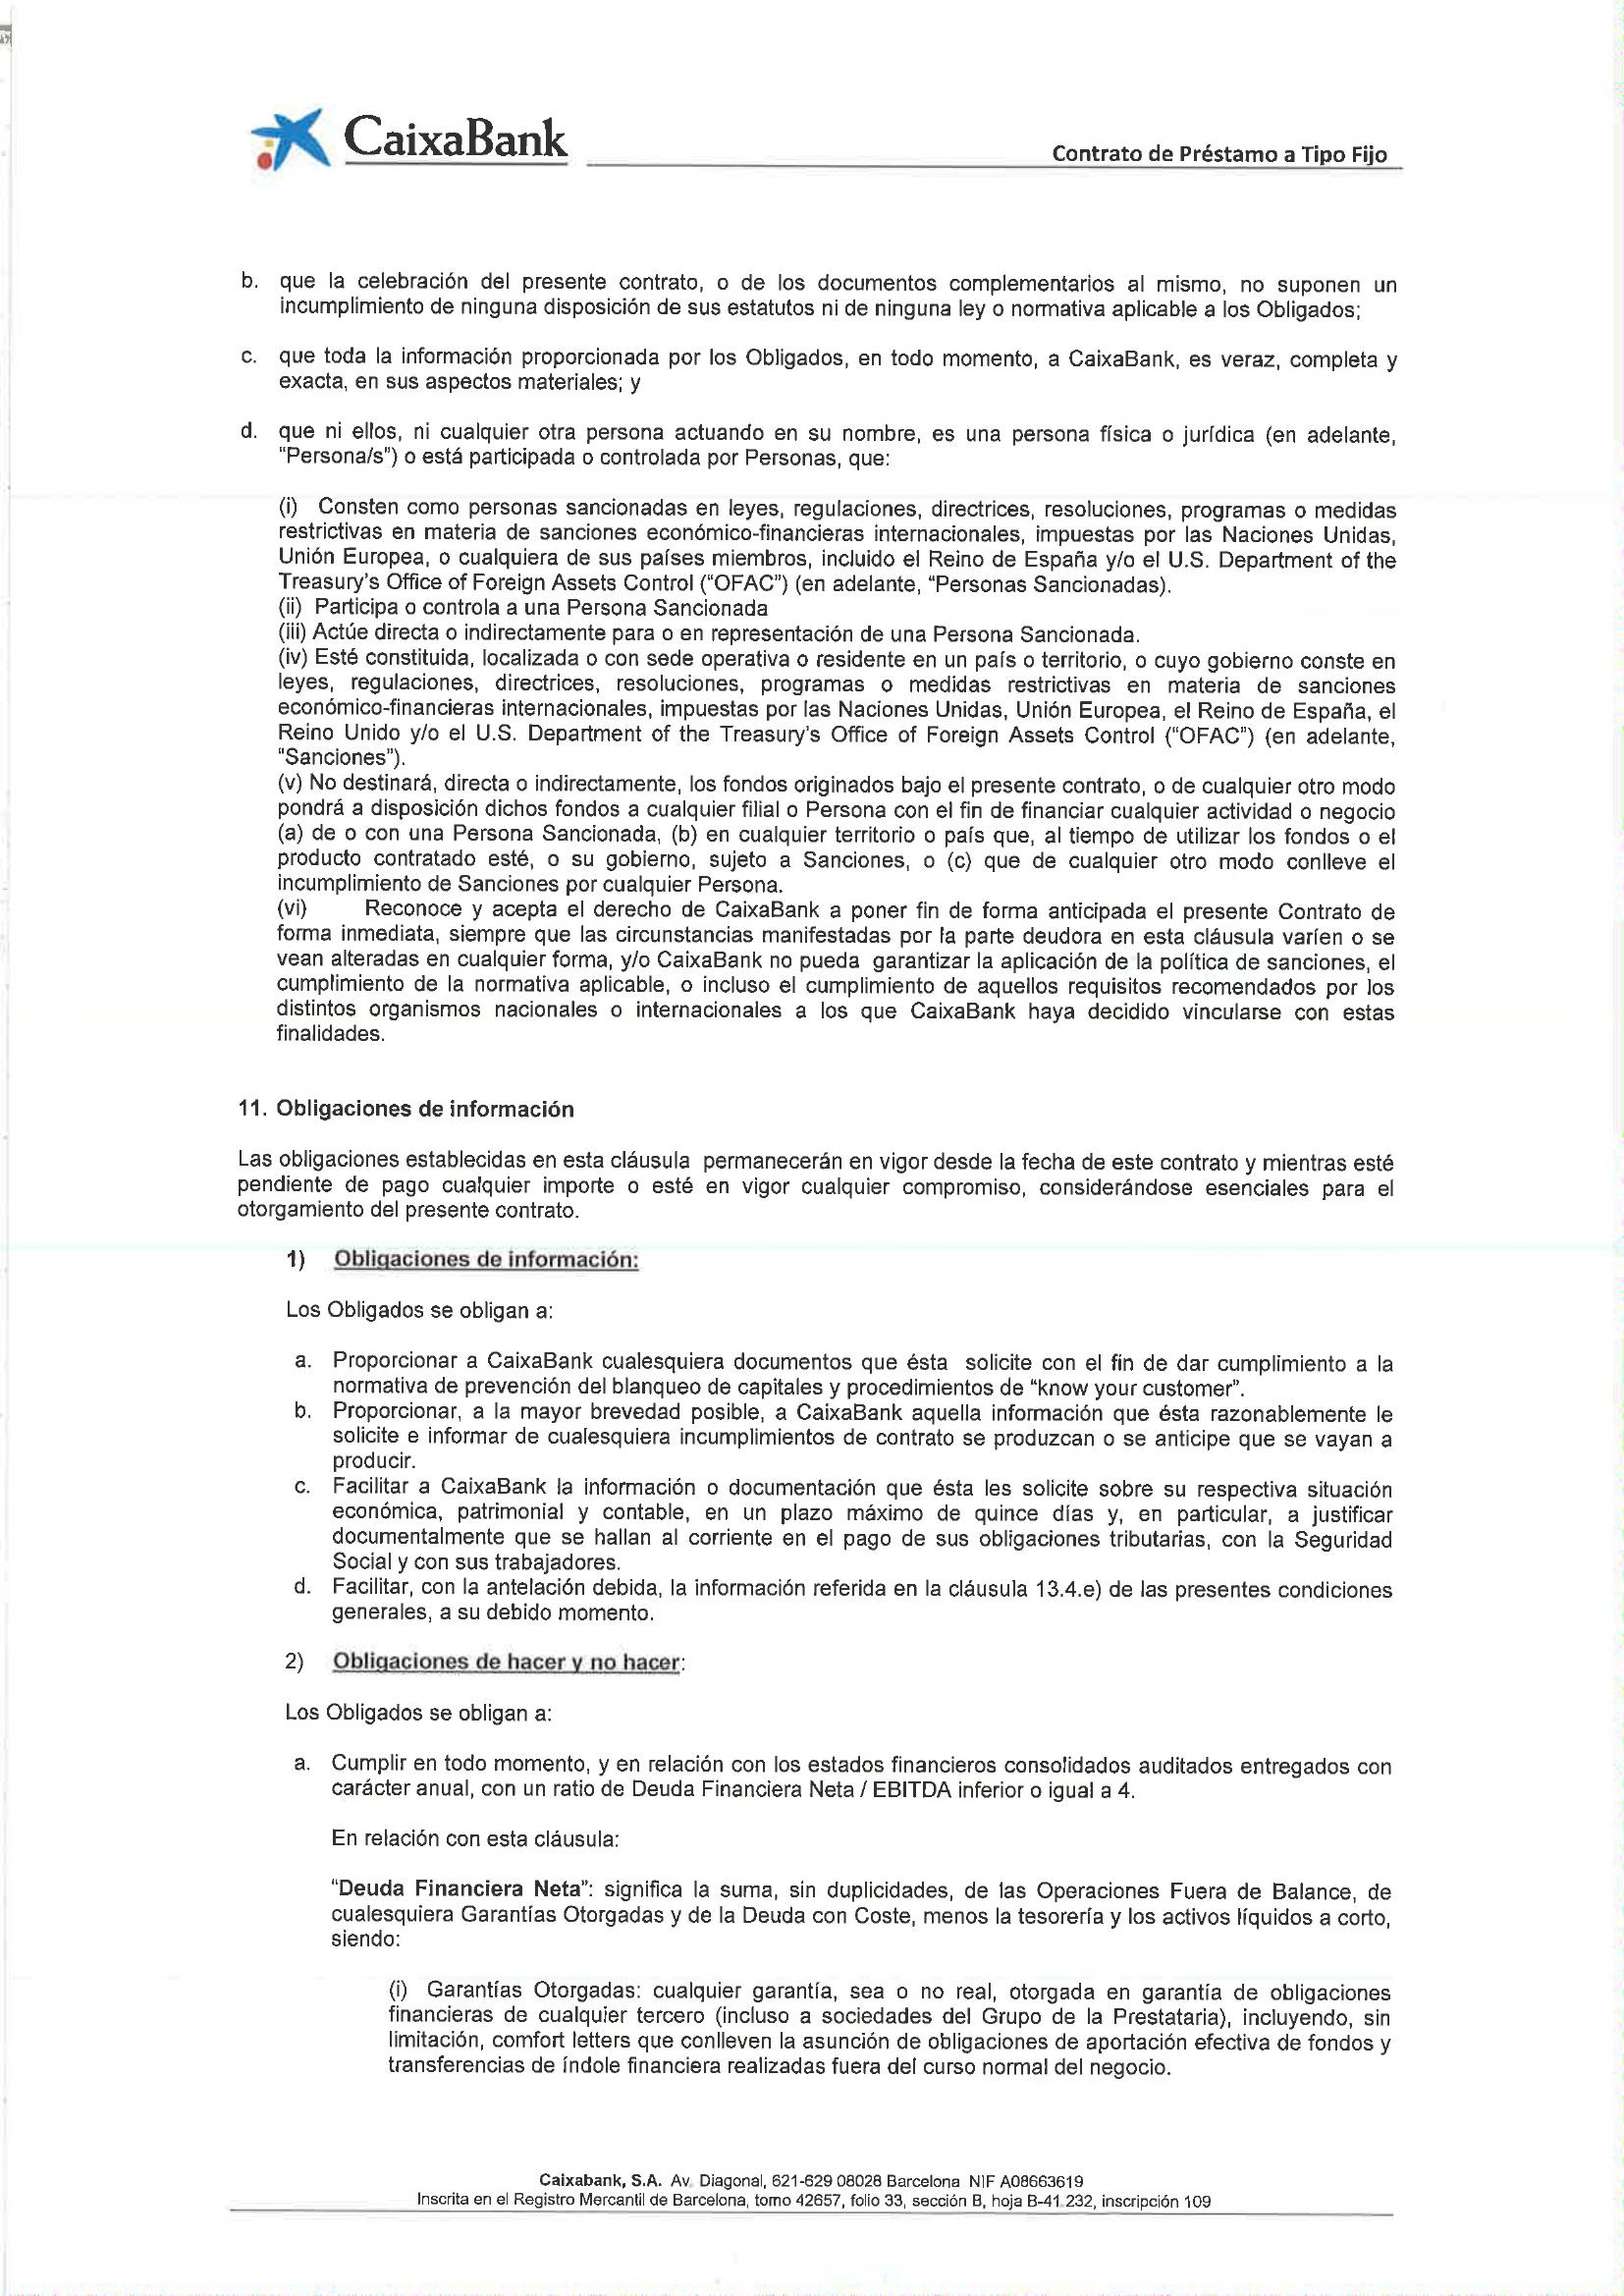 CaixaBank
Contrato de Préstamo a Tipo Fijo
b. que la celebración del presente contrato, o de los documentos complementarios al mismo, no suponen un
incumplimiento de ninguna disposición de sus estatutos ni de ninguna ley o normativa aplicable a los Obligados;
c. que toda la información proporcionada por los Obligados, en todo momento, a CaixaBank, es veraz, completa y
exacta, en sus aspectos materiales; y
d. que ni ellos, ni cualquier otra persona actuando en su nombre, es una persona física o jurídica (en adelante,
"Persona/s") o está participada o controlada por Personas, que:
(i) Consten como personas sancionadas en leyes, regulaciones, directrices, resoluciones, programas o medidas
restrictivas en materia de sanciones económico-financieras internacionales, impuestas por las Naciones Unidas,
Unión Europea, o cualquiera de sus países miembros, incluido el Reino de España y/o el U.S. Department of the
Treasury's Office of Foreign Assets Control ("OFAC") (en adelante, "Personas Sancionadas).
(ii) Participa o controla a una Persona Sancionada
(iii) Actúe directa o indirectamente para o en representación de una Persona Sancionada.
(iv) Esté constituida, localizada o con sede operativa o residente en un país o territorio, o cuyo gobierno conste en
leyes, regulaciones, directrices, resoluciones, programas o medidas restrictivas en materia de sanciones
económico-financieras internacionales, impuestas por las Naciones Unidas, Unión Europea, el Reino de España, el
Reino Unido y/o el U.S. Department of the Treasury's Office of Foreign Assets Control ("OFAC") (en adelante,
"Sanciones").
(v) No destinará, directa o indirectamente, los fondos originados bajo el presente contrato, o de cualquier otro modo
pondrá a disposición dichos fondos a cualquier filial o Persona con el fin de financiar cualquier actividad o negocio
(a) de o con una Persona Sancionada, (b) en cualquier territorio o país que, al tiempo de utilizar los fondos o el
producto contratado esté, o su gobierno, sujeto a Sanciones, o (c) que de cualquier otro modo conlleve el
incumplimiento de Sanciones por cualquier Persona.
(vi) Reconoce y acepta el derecho de CaixaBank a poner fin de forma anticipada el presente Contrato de
forma inmediata, siempre que las circunstancias manifestadas por la parte deudora en esta cláusula varíen o se
vean alteradas en cualquier forma, y/o CaixaBank no pueda garantizar la aplicación de la política de sanciones, el
cumplimiento de la normativa aplicable, o incluso el cumplimiento de aquellos requisitos recomendados por los
distintos organismos nacionales o internacionales a los que CaixaBank haya decidido vincularse con estas
finalidades.
11. Obligaciones de información
Las obligaciones establecidas en esta cláusula permanecerán en vigor desde la fecha de este contrato y mientras esté
pendiente de pago cualquier importe o esté en vigor cualquier compromiso, considerándose esenciales para el
otorgamiento del presente contrato.
1) Obligaciones de información:
Los Obligados se obligan a:
a. Proporcionar a CaixaBank cualesquiera documentos que ésta solicite con el fin de dar cumplimiento a la
normativa de prevención del blanqueo de capitales y procedimientos de "know your customer".
b. Proporcionar, a la mayor brevedad posible, a CaixaBank aquella información que ésta razonablemente le
solicite e informar de cualesquiera incumplimientos de contrato se produzcan o se anticipe que se vayan a
producir.
c. Facilitar a CaixaBank la información o documentación que ésta les solicite sobre su respectiva situación
económica, patrimonial y contable, en un plazo máximo de quince días y, en particular, a justificar
documentalmente que se hallan al corriente en el pago de sus obligaciones tributarias, con la Seguridad
Social y con sus trabajadores.
d. Facilitar, con la antelación debida, la información referida en la cláusula 13.4.e) de las presentes condiciones
generales, a su debido momento.
2) Obligaciones de hacer y no hacer:
Los Obligados se obligan a:
a. Cumplir en todo momento, y en relación con los estados financieros consolidados auditados entregados con
carácter anual, con un ratio de Deuda Financiera Neta / EBITDA inferior o igual a 4.
En relación con esta cláusula:
"Deuda Financiera Neta": significa la suma, sin duplicidades, de las Operaciones Fuera de Balance, de
cualesquiera Garantías Otorgadas y de la Deuda con Coste, menos la tesorería y los activos líquidos a corto,
siendo:
(i) Garantías Otorgadas: cualquier garantía, sea o no real, otorgada en garantía de obligaciones
financieras de cualquier tercero (incluso a sociedades del Grupo de la Prestataria), incluyendo, sin
limitación, comfort letters que conlleven la asunción de obligaciones de aportación efectiva de fondos y
transferencias de índole financiera realizadas fuera del curso normal del negocio.
Caixabank, S.A. Av. Diagonal, 621-629 08028 Barcelona NIF A08663619
Inscrita en el Registro Mercantil de Barcelona, tomo 42657, folio 33, sección B, hoja B-41.232, inscripción 109